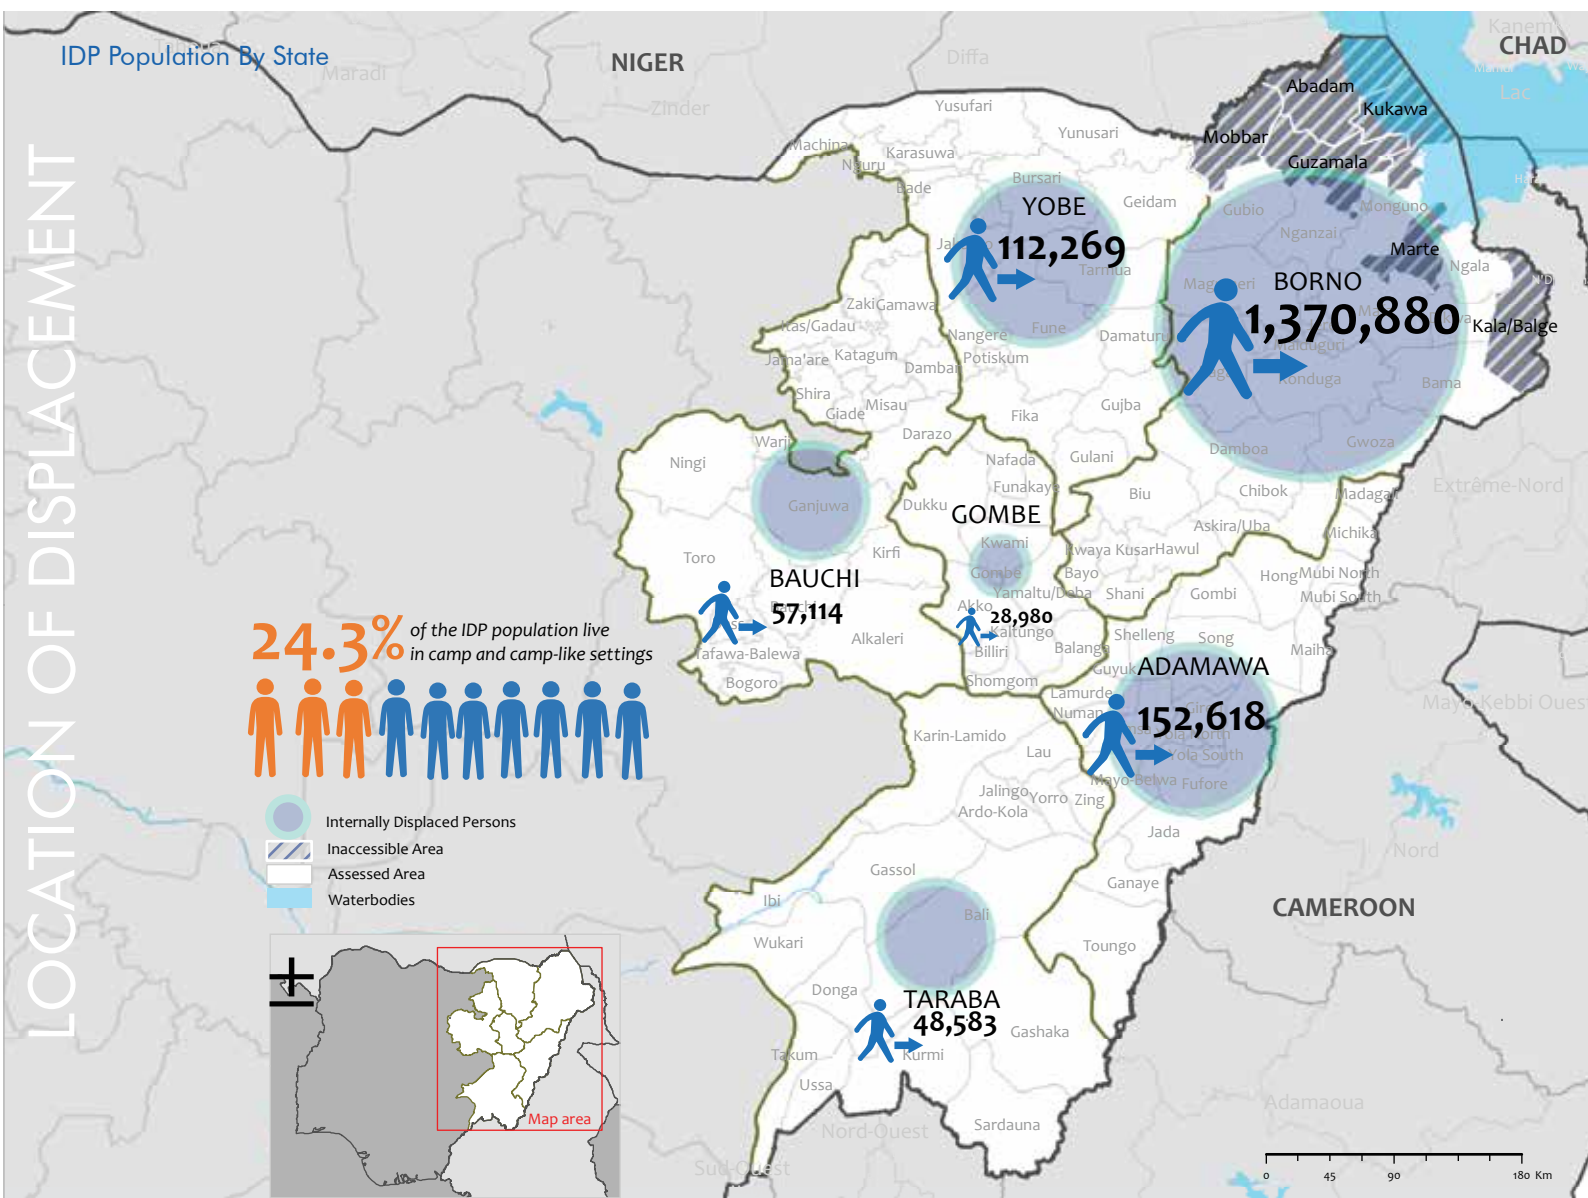 LOCATION OF DISPLACEMENT
IDP Population By State
NIGER
CHAD
Kanem
Diffa
Maradi
Zinder
Lac
Abadam
Kukawa
Mobbar
Guzamala
Yusufari
Yunusari
Machina
Karasuwa
Nguru
Bade
Bursari
Geidam
YOBE
112,269
Tarmua
Gubio
Monguno
Nganzai
Marte
Ngala
BORNO
1,370,880
Kala/Balge
Maiduguri
Konduga
Bama
Zaki
Gamawa
Itas/Gadau
Jama'are
Katagum
Dambam
Shira
Giade
Misau
Darazo
Nangere
Potiskum
Fune
Damaturu
Fika
Gujba
Gulani
Damboa
Gwoza
Ningi
Warji
Ganjuwa
Toro
Kirfi
Nafada
Funakaye
Dukku
GOMBE
Kwami
Gombe
Yamaltu/Deba
Akko
28,980
Kaltungo
Billiri
Balanga
Shomgom
Biu
Chibok
Askira/Uba
Madagali
Michika
Kwaya Kusar
Hawul
Bayo
Shani
Gombi
Hong
Mubi North
Mubi South
Extrême-Nord
BAUCHI
57,114
Alkaleri
Tafawa-Balewa
Bogoro
24.3%
of the IDP population live
in camp and camp-like settings
Shelleng
Song
Maiha
Guyuk
ADAMAWA
152,618
Lamurde
Numan
Yola South
Mayo-Belwa
Fufore
Mayo-Kebbi Ouest
Karin-Lamido
Lau
Jalingo
Yorro
Zing
Ardo-Kola
Jada
Ganaye
Toungo
Nord
CAMEROON
Internally Displaced Persons
Inaccessible Area
Assessed Area
Waterbodies
Gassol
Ibi
Bali
Wukari
Donga
TARABA
48,583
Gashaka
Takum
Kurmi
Ussa
Sardauna
Nord-Ouest
Sud-Ouest
Adamaoua
Map area
0 45 90 180 Km